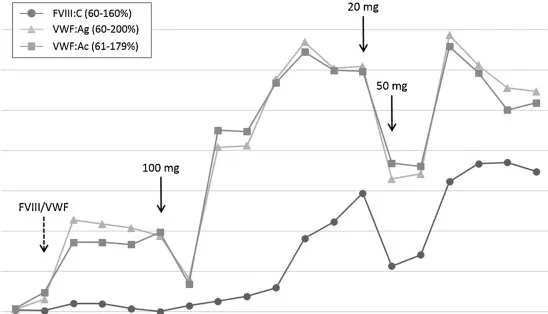 FVIII:C (60-160%)
VWF:Ag (60-200%)
VWF:Ac (61-179%)
20 mg
50 mg
100 mg
FVIII/VWF